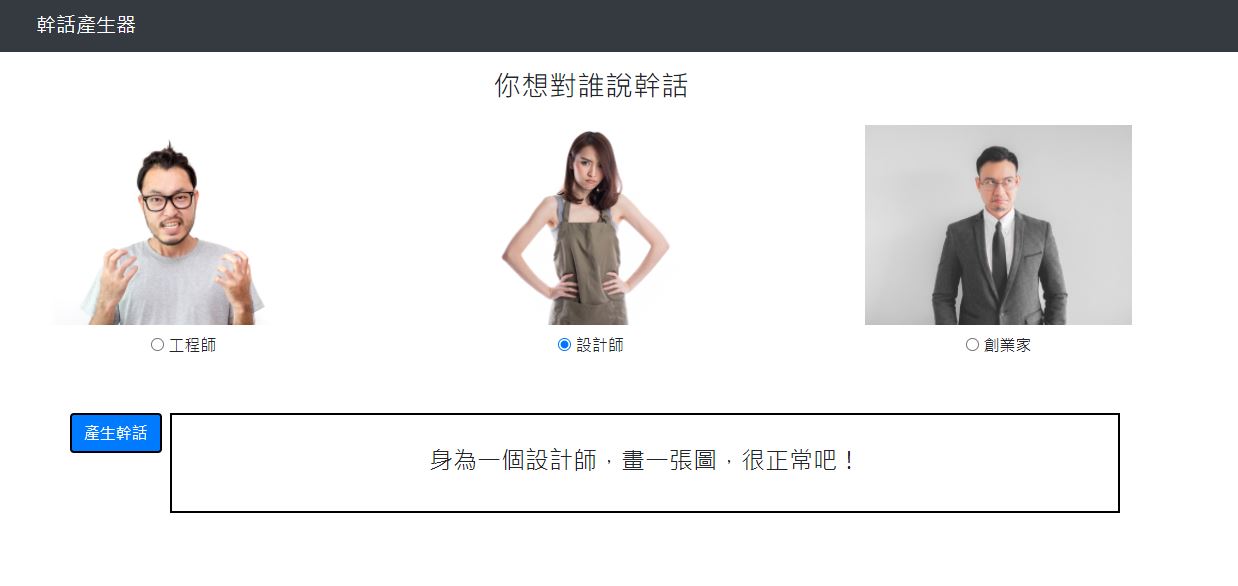 幹話產生器
你想對誰說幹話
工程師
設計師
創業家
產生幹話
身為一個設計師，畫一張圖，很正常吧！